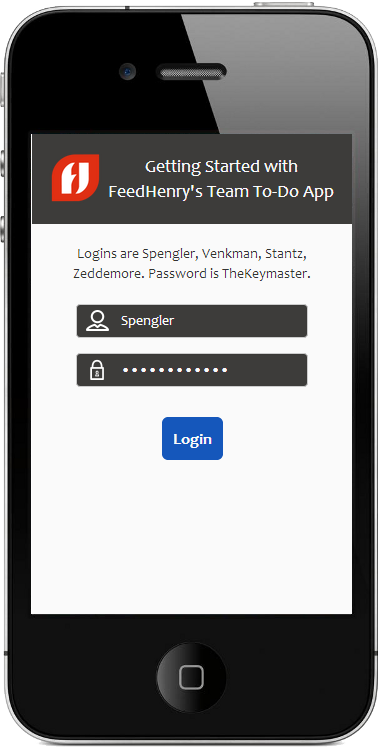 Getting Started with
FeedHenry's Team To-Do App
Logins are Spengler, Venkman, Stantz,
Zeddemore. Password is TheKeymaster.
Spengler
••••••••••••
Login